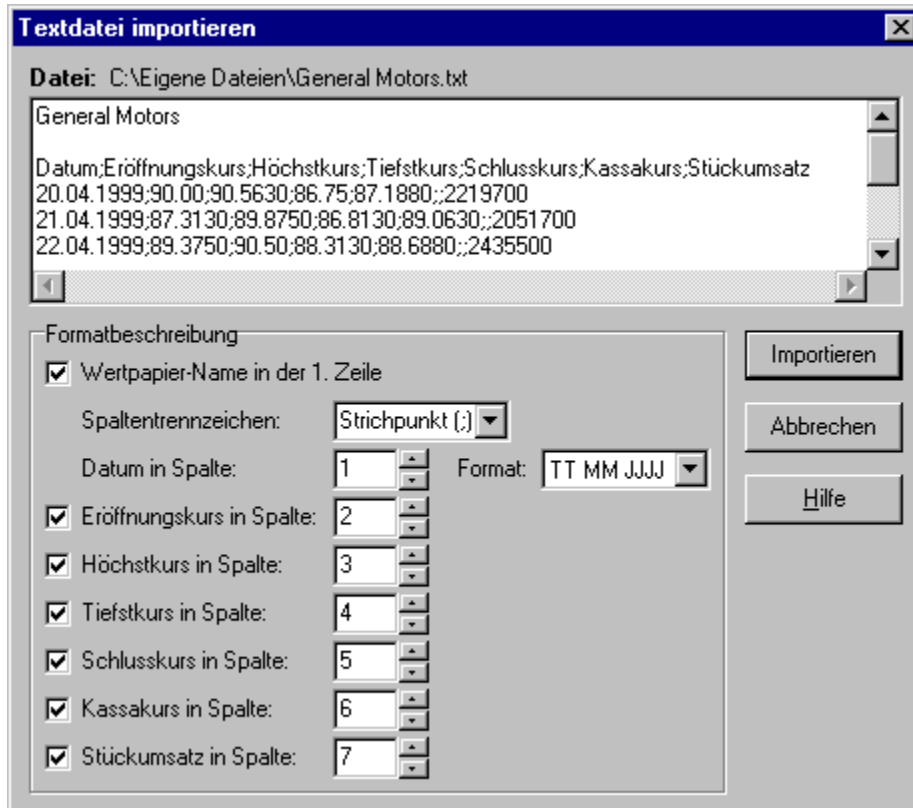 Textdatei importieren
Datei: C:\Eigene Dateien\General Motors.txt
General Motors
Datum;Eröffnungskurs;Höchstkurs;Tiefstkurs;Schlusskurs;Kassakurs;Stückumsatz
20.04.1999;90.00;90.5630;86.75;87.1880;;2219700
21.04.1999;87.3130;89.8750;86.8130;89.0630;;2051700
22.04.1999;89.3750;90.50;88.3130;88.6880;;2435500
Formatbeschreibung
Wertpapier-Name in der 1. Zeile
Spaltentrennzeichen: Strichpunkt (;)
Datum in Spalte: 1 Format: TT MM JJJJ
Eröffnungskurs in Spalte: 2
Höchstkurs in Spalte: 3
Tiefstkurs in Spalte: 4
Schlusskurs in Spalte: 5
Kassakurs in Spalte: 6
Stückumsatz in Spalte: 7
Importieren
Abbrechen
Hilfe